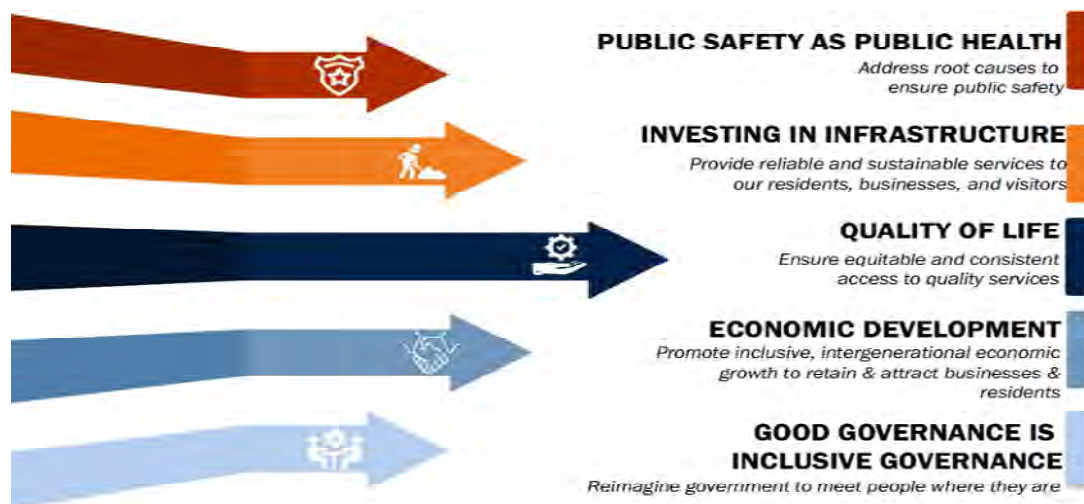 PUBLIC SAFETY AS PUBLIC HEALTH
Address root causes to
ensure public safety
INVESTING IN INFRASTRUCTURE
Provide reliable and sustainable services to
our residents, businesses, and visitors
QUALITY OF LIFE
Ensure equitable and consistent
access to quality services
ECONOMIC DEVELOPMENT
Promote inclusive, intergenerational economic
growth to retain & attract businesses &
residents
GOOD GOVERNANCE IS
INCLUSIVE GOVERNANCE
Reimagine government to meet people where they are